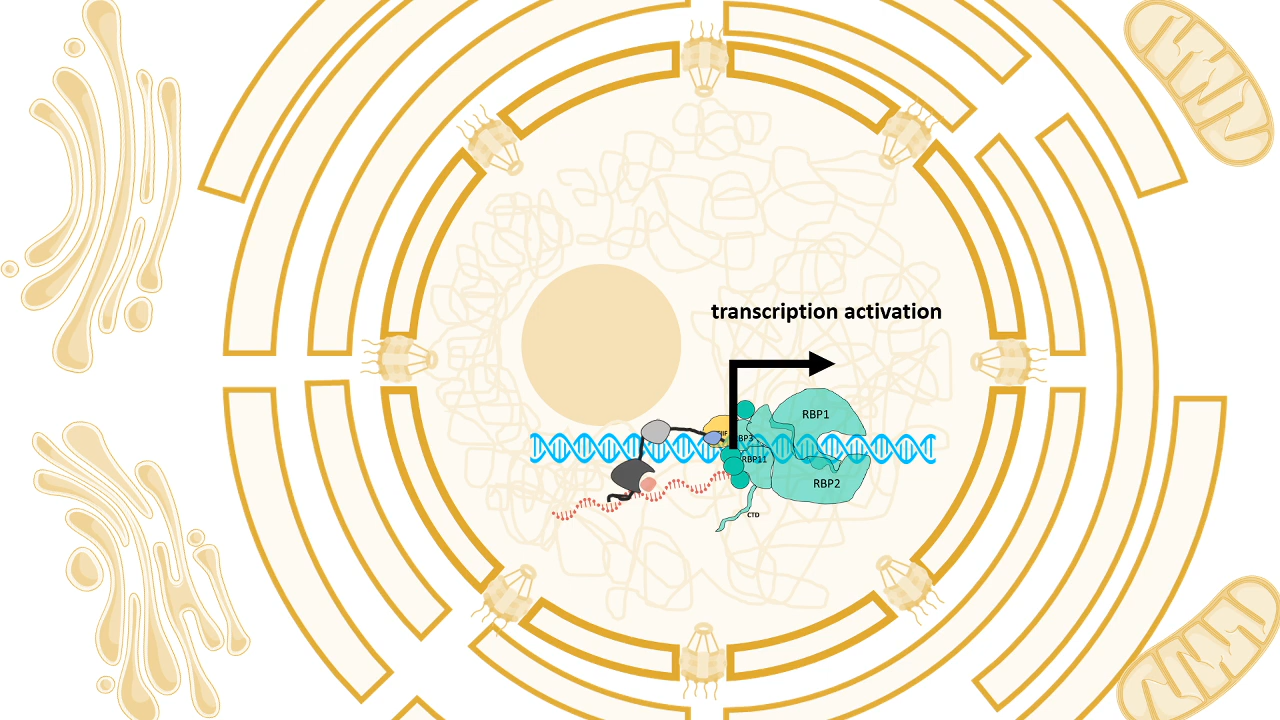 transcription activation
RBP1
RBP3
RBP11
RBP2
CTD